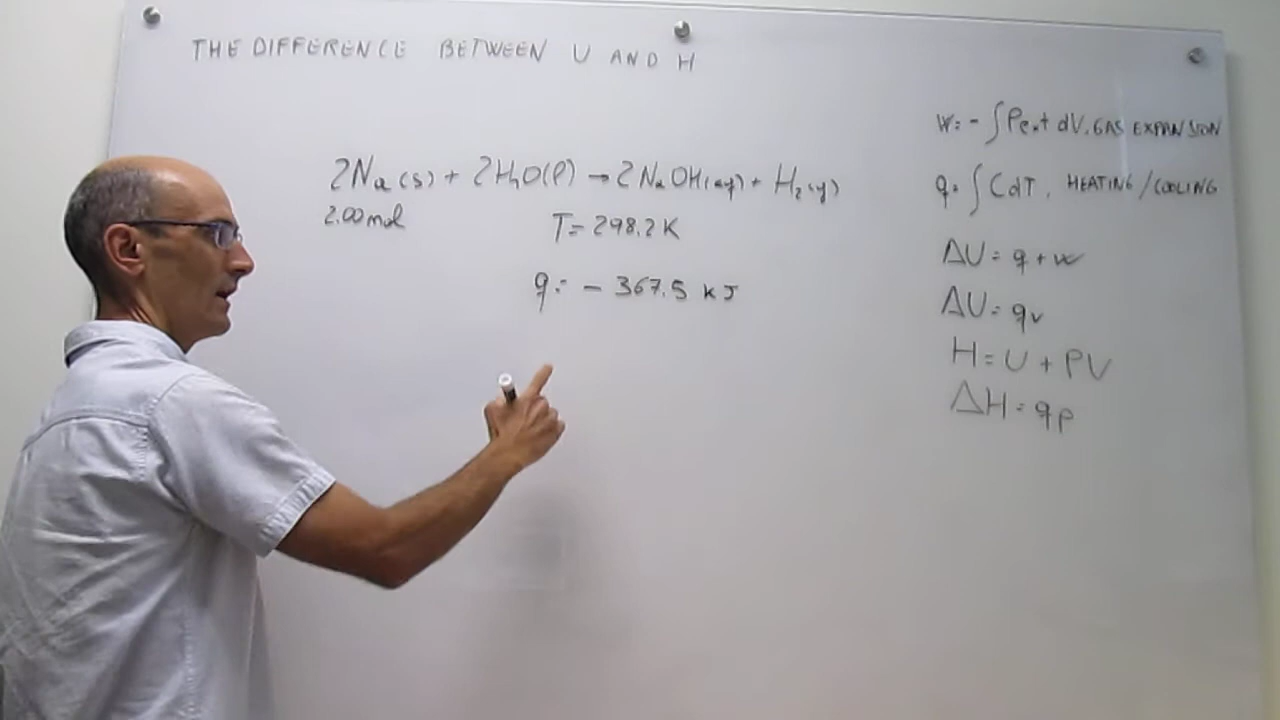 THE DIFFERENCE BETWEEN U AND H
2Na(s) + 2H2O(l) → 2NaOH(aq) + H2(g)
2.00 mol T = 298.2 K
q = - 367.5 kJ
W = - ∫ Pext dV. GAS EXPANSION
q = ∫ C dT. HEATING / COOLING
ΔU = q + w
ΔU = qv
H = U + PV
ΔH = qp